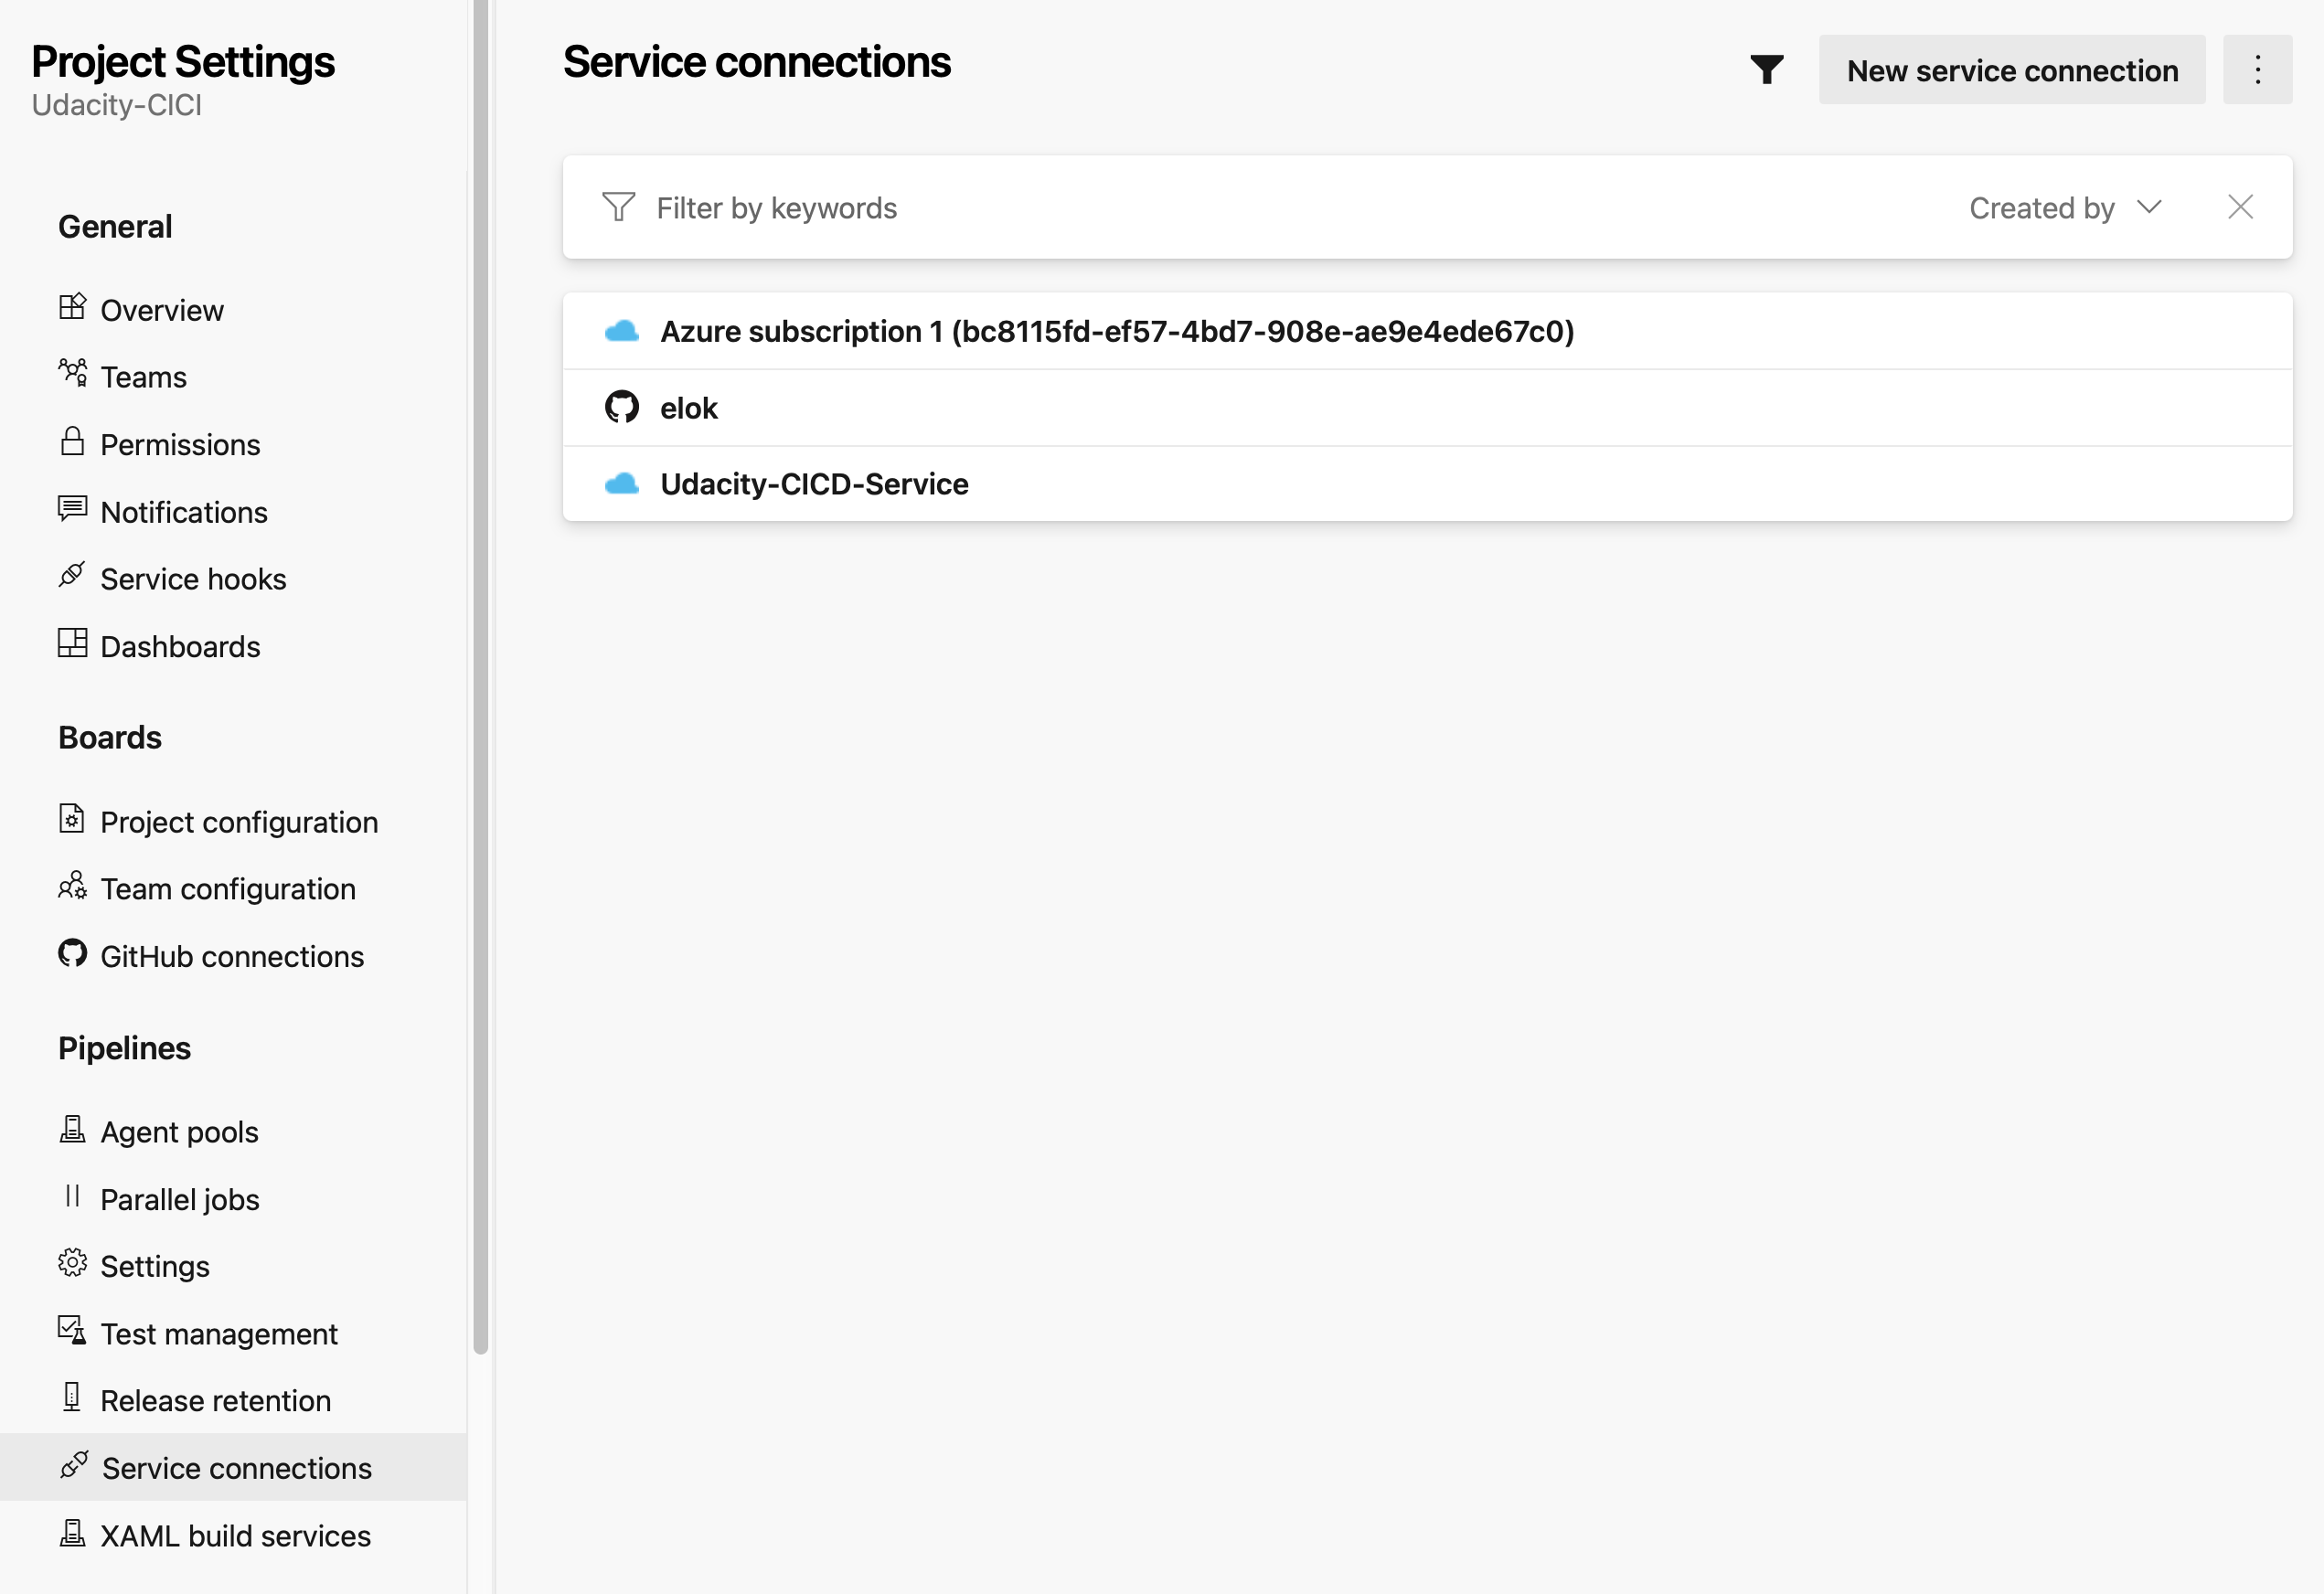 Project Settings
Udacity-CICI
General
Overview
Teams
Permissions
Notifications
Service hooks
Dashboards
Boards
Project configuration
Team configuration
GitHub connections
Pipelines
Agent pools
Parallel jobs
Settings
Test management
Release retention
Service connections
XAML build services
Service connections
New service connection
Filter by keywords
Created by
Azure subscription 1 (bc8115fd-ef57-4bd7-908e-ae9e4ede67c0)
elok
Udacity-CICD-Service